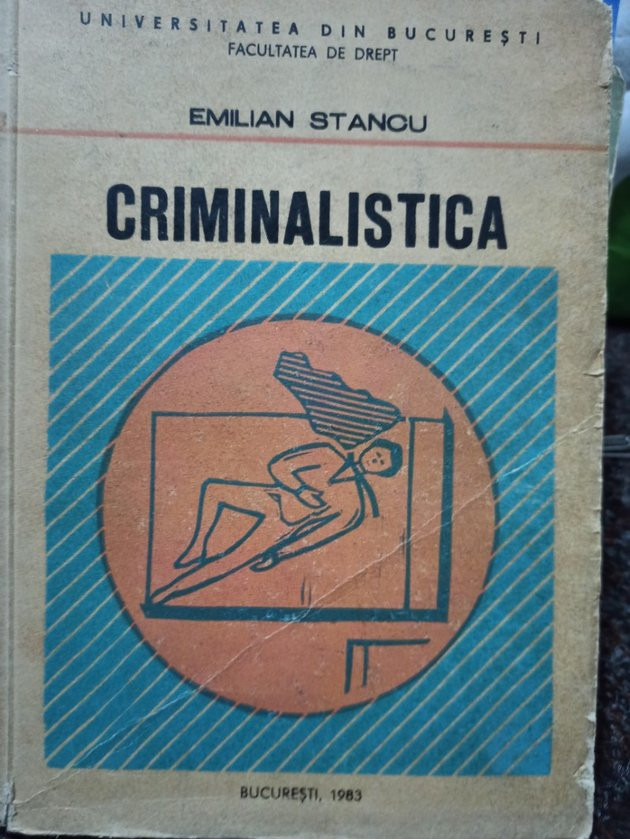 UNIVERSITATEA DIN BUCUREȘTI
FACULTATEA DE DREPT
EMILIAN STANCU
CRIMINALISTICA
BUCUREȘTI, 1983